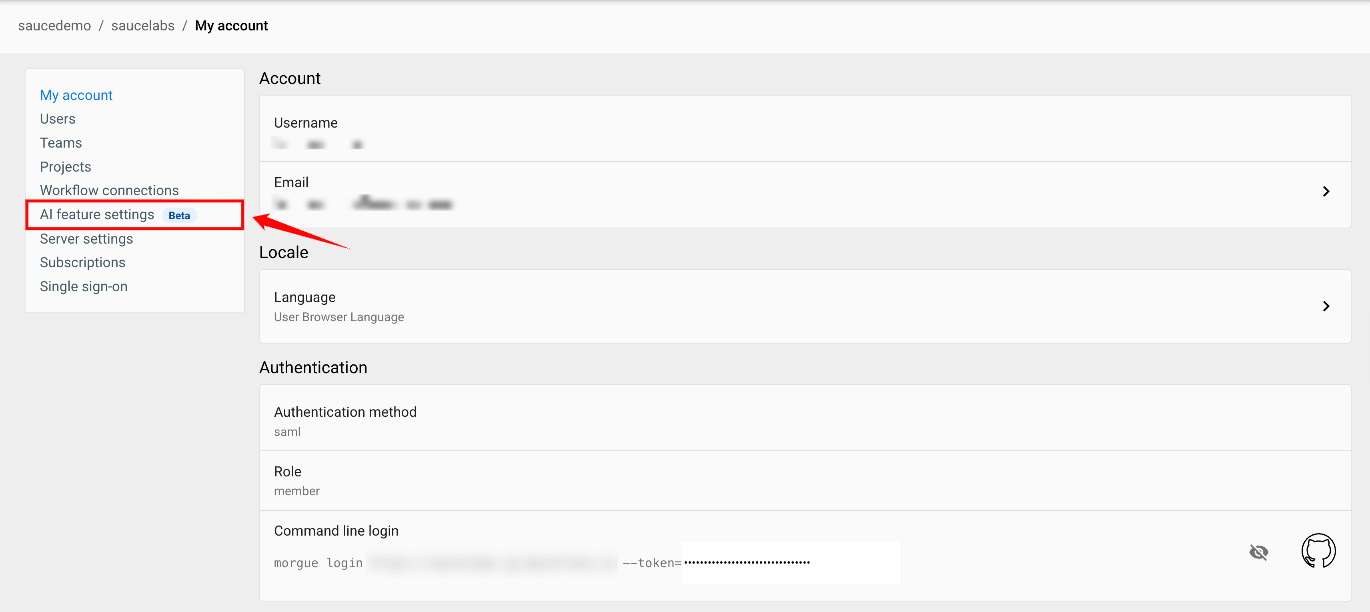 saucedemo / saucelabs / My account
My account
Users
Teams
Projects
Workflow connections
AI feature settings Beta
Server settings
Subscriptions
Single sign-on
Account
Username
Email
Locale
Language
User Browser Language
Authentication
Authentication method
saml
Role
member
Command line login
morgue login --token=••••••••••••••••••••••••••••••••